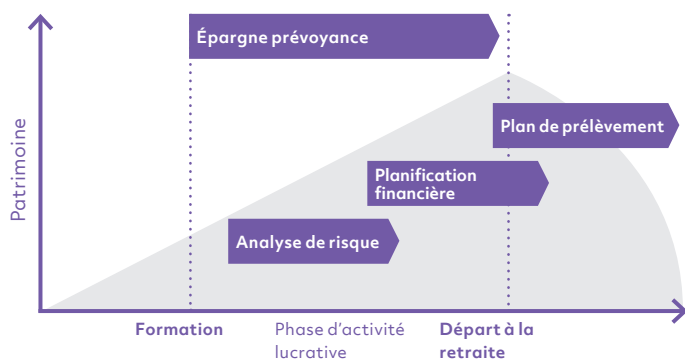 Épargne prévoyance
Plan de prélèvement
Planification
financière
Analyse de risque
Patrimoine
Formation
Phase d'activité
lucrative
Départ à la
retraite